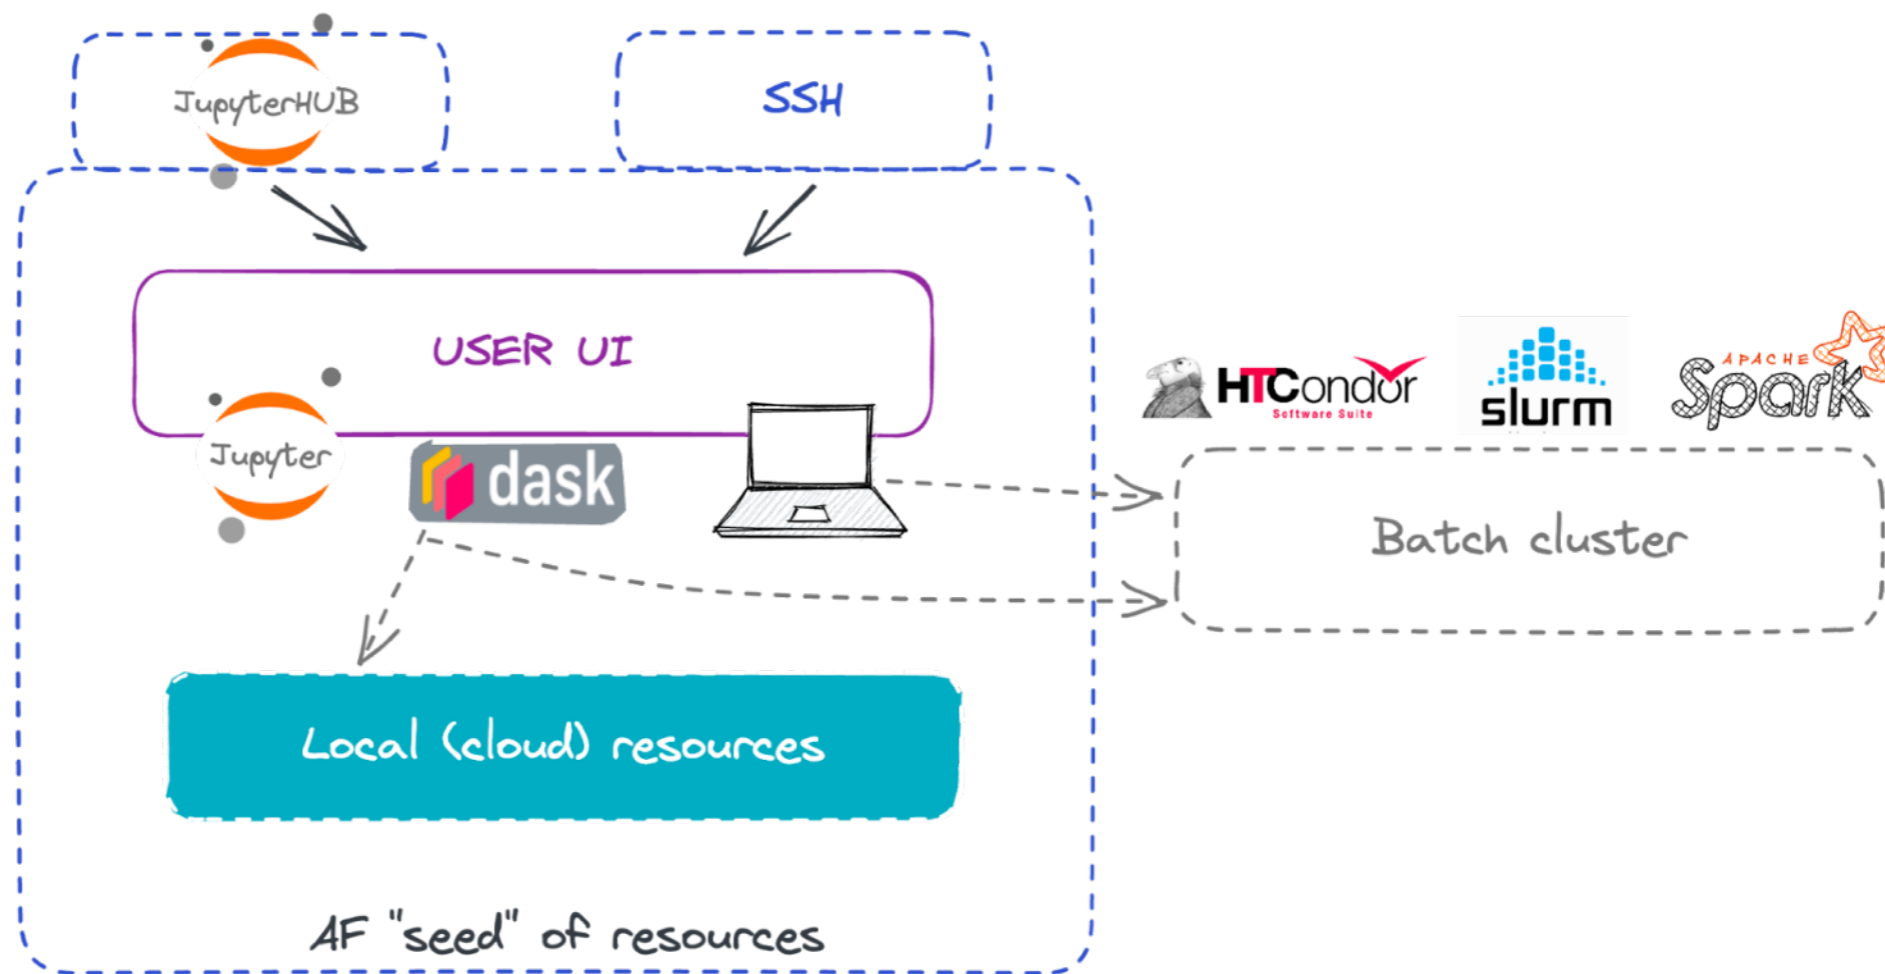 JupyterHUB
SSH
USER UI
Jupyter
dask
HTCondor
Software Suite
slurm
APACHE
Spark
Batch cluster
Local (cloud) resources
AF "seed" of resources